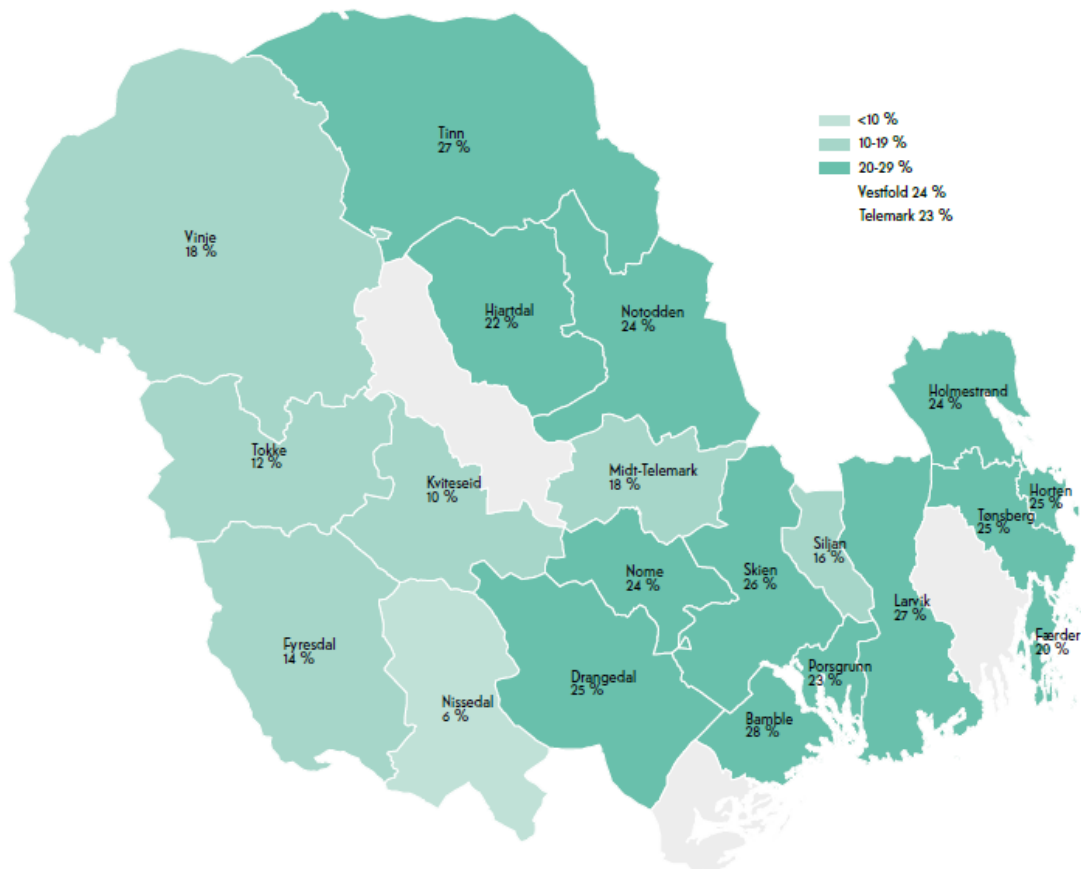 Tinn
27 %
<10 %
10-19 %
20-29 %
Vestfold 24 %
Telemark 23 %
Vinje
18 %
Hjartdal
22 %
Notodden
24 %
Holmestrand
24 %
Tokke
12 %
Kviteseid
10 %
Midt-Telemark
18 %
Horten
25 %
Tønsberg
25 %
Siljan
16 %
Nome
24 %
Skien
26 %
Larvik
27 %
Færder
20 %
Fyresdal
14 %
Drangedal
25 %
Porsgrunn
23 %
Nissedal
6 %
Bamble
28 %